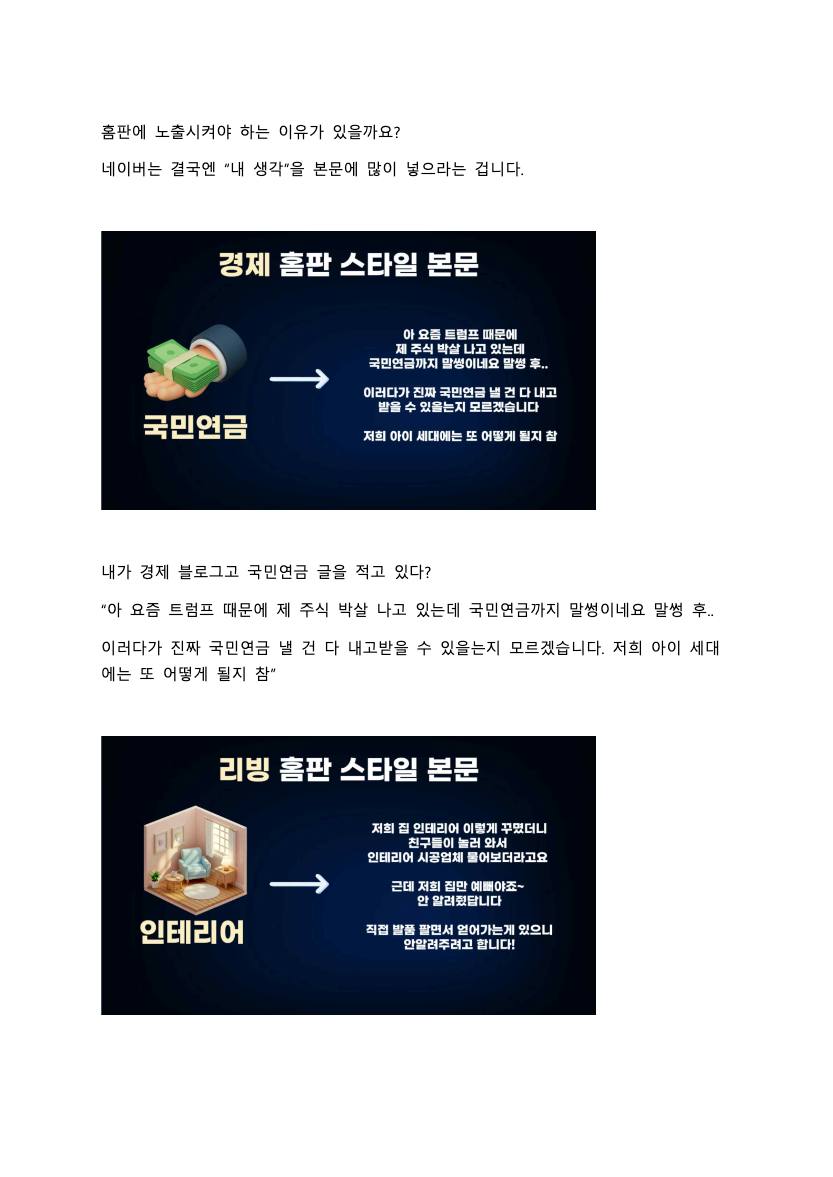 홈판에 노출시켜야 하는 이유가 있을까요?
네이버는 결국엔 “내 생각“을 본문에 많이 넣으라는 겁니다.
경제 홈판 스타일 본문
아 요즘 트럼프 때문에
제 주식 박살 나고 있는데
국민연금까지 말썽이네요 말썽 후..
이러다가 진짜 국민연금 낼 건 다 내고
받을 수 있을는지 모르겠습니다
저희 아이 세대에는 또 어떻게 될지 참
국민연금
내가 경제 블로그고 국민연금 글을 적고 있다?
“아 요즘 트럼프 때문에 제 주식 박살 나고 있는데 국민연금까지 말썽이네요 말썽 후..
이러다가 진짜 국민연금 낼 건 다 내고받을 수 있을는지 모르겠습니다. 저희 아이 세대
에는 또 어떻게 될지 참“
리빙 홈판 스타일 본문
저희 집 인테리어 이렇게 꾸몄더니
친구들이 놀러 와서
인테리어 시공업체 물어보더라고요
근데 저희 집만 예뻐야죠~
안 알려줬답니다
직접 발품 팔면서 얻어가는게 있으니
안알려주려고 합니다!
인테리어